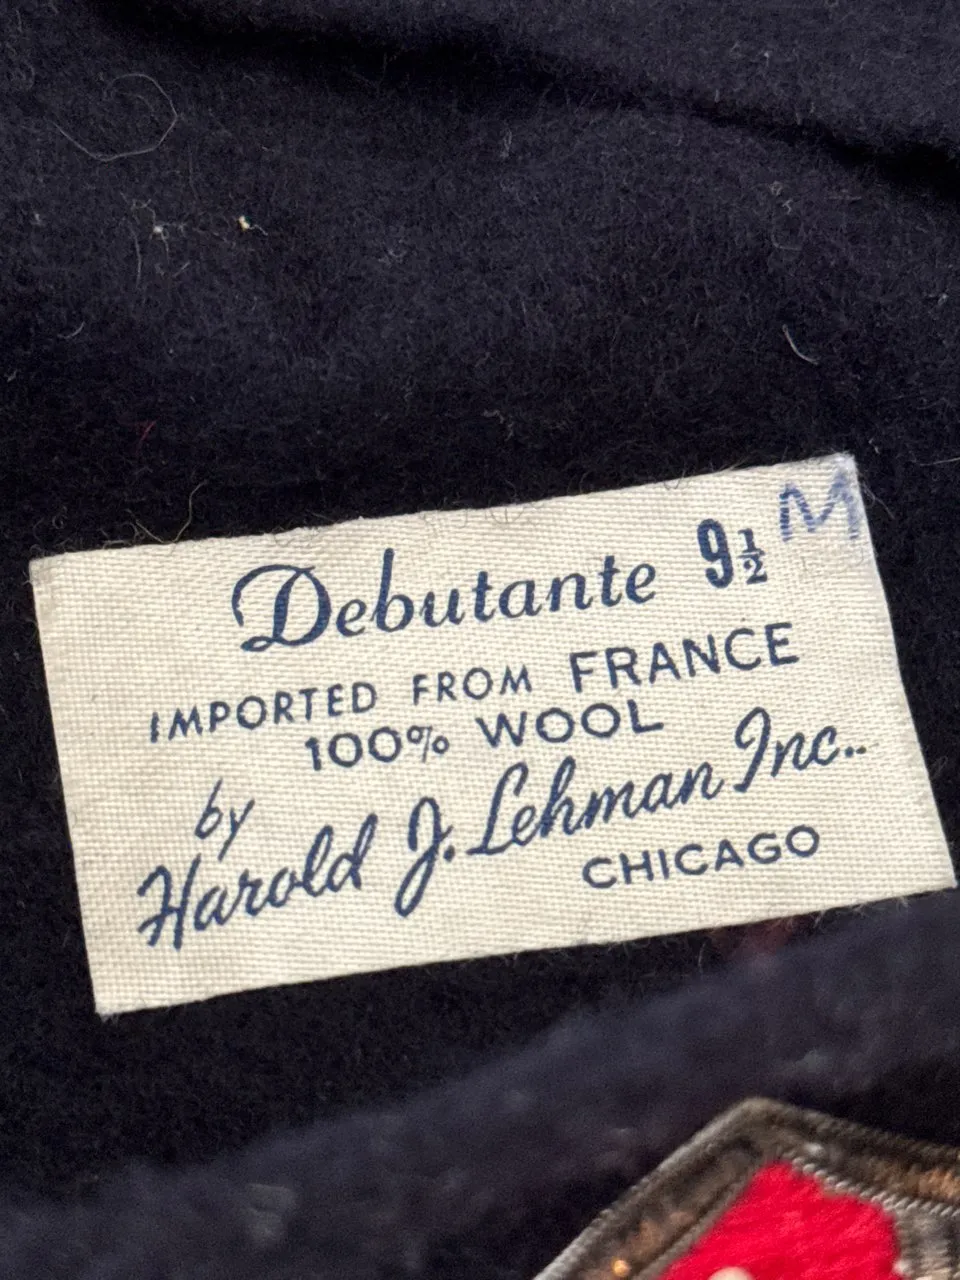 Debutante 9½ M
IMPORTED FROM FRANCE
100% WOOL
by
Harold J. Lehman Inc..
CHICAGO